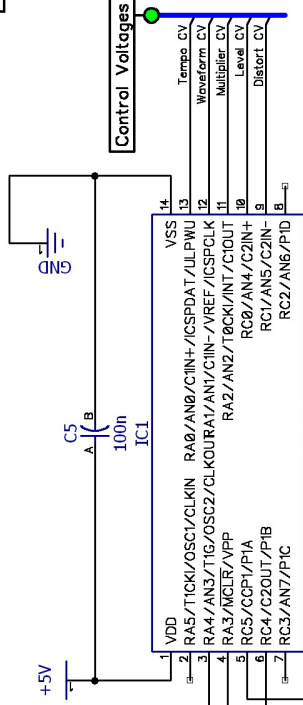 Control Voltages
Tempo CV
Waveform CV
Multiplier CV
Level CV
Distort CV
GND
C5
A B
100n
IC1
+5V
1 VDD
2 RA5/T1CKI/OSC1/CLKIN
3 RA4/AN3/T1G/OSC2/CLKOUT
4 RA3/MCLR/VPP
5 RC5/CCP1/P1A
6 RC4/C2OUT/P1B
7 RC3/AN7/P1C
VSS 14
RA0/AN0/C1IN+/ICSPDAT/ULPWU 13
RA1/AN1/C1IN-/VREF/ICSPCLK 12
RA2/AN2/T0CKI/INT/C1OUT 11
RC0/AN4/C2IN+ 10
RC1/AN5/C2IN- 9
RC2/AN6/P1D 8